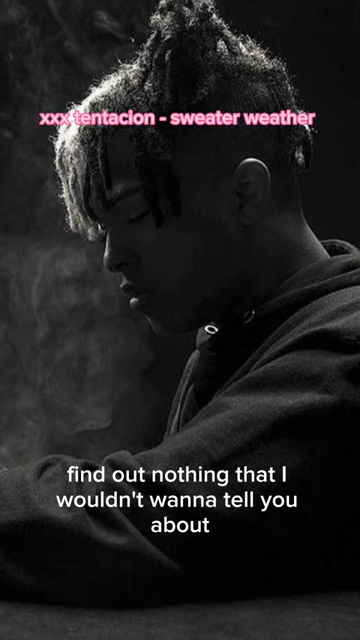 xxx tentacion - sweater weather
find out nothing that I
wouldn't wanna tell you
about